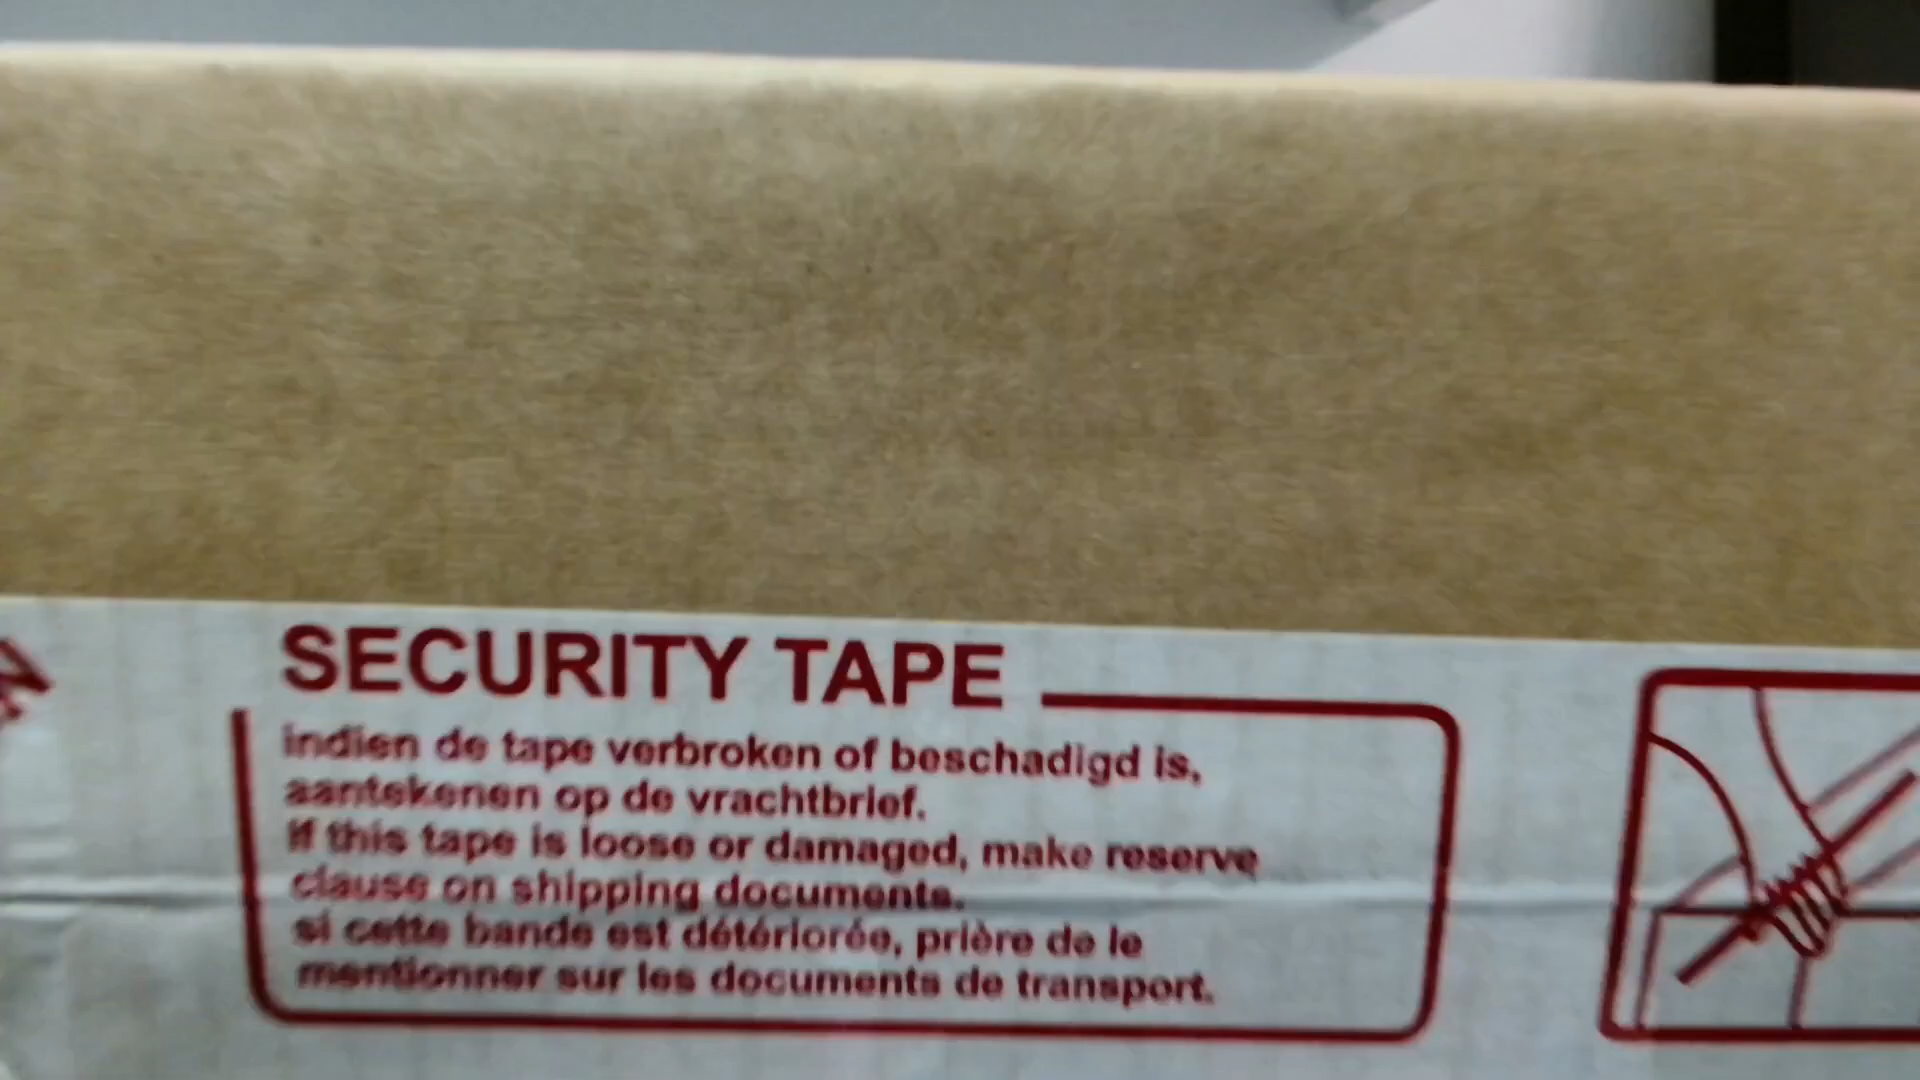 SECURITY TAPE
indien de tape verbroken of beschadigd is,
aantekenen op de vrachtbrief.
if this tape is loose or damaged, make reserve
clause on shipping documents.
si cette bande est détériorée, prière de le
mentionner sur les documents de transport.